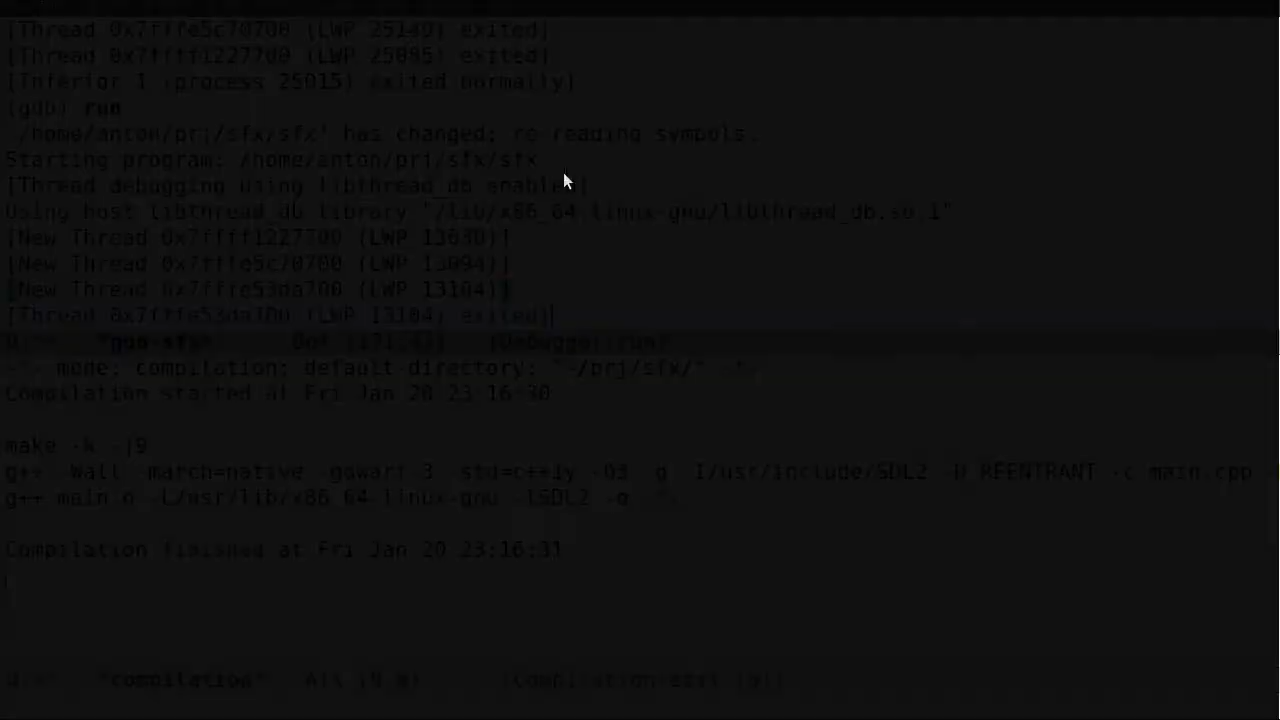 [Thread 0x7fffe5c70700 (LWP 25149) exited]
[Thread 0x7ffff1227700 (LWP 25095) exited]
[Inferior 1 (process 25015) exited normally]
(gdb) run
`/home/anton/prj/sfx/sfx' has changed; re-reading symbols.
Starting program: /home/anton/prj/sfx/sfx
[Thread debugging using libthread_db enabled]
Using host libthread_db library "/lib/x86_64-linux-gnu/libthread_db.so.1"
[New Thread 0x7ffff1227700 (LWP 13030)]
[New Thread 0x7fffe5c70700 (LWP 13094)]
[New Thread 0x7fffe53da700 (LWP 13104)]
[Thread 0x7fffe53da700 (LWP 13104) exited]
*gud-sfx* Bot (Debugger:run)
-*- mode: compilation; default-directory: "~/prj/sfx/" -*-
Compilation started at Fri Jan 20 23:16:30
make -k -j9
g++ -Wall -march=native -gdwarf-3 -std=c++1y -O3 -g -I/usr/include/SDL2 -D_REENTRANT -c main.cpp
g++ main.o -L/usr/lib/x86_64-linux-gnu -lSDL2 -o
Compilation finished at Fri Jan 20 23:16:31
*compilation* All Compilation:exit